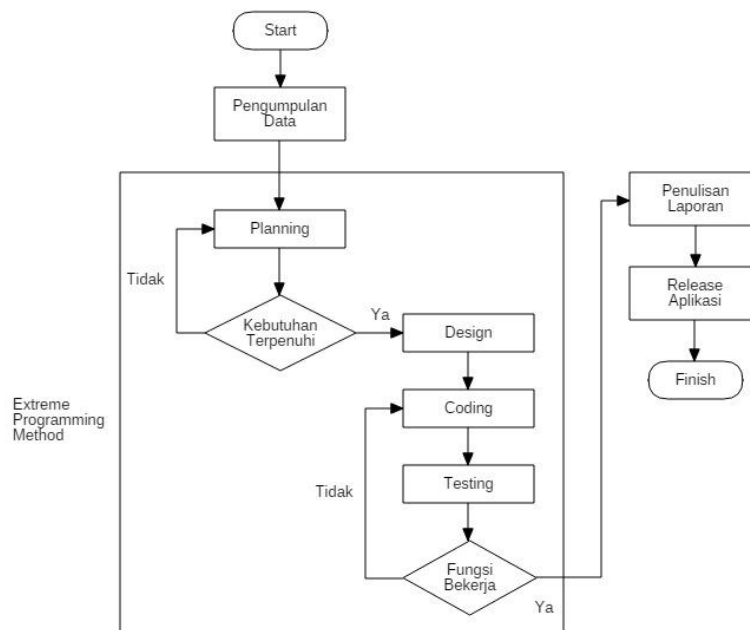 Start
Pengumpulan
Data
Planning
Tidak
Kebutuhan
Terpenuhi
Ya
Design
Coding
Testing
Tidak
Fungsi
Bekerja
Ya
Extreme
Programming
Method
Penulisan
Laporan
Release
Aplikasi
Finish